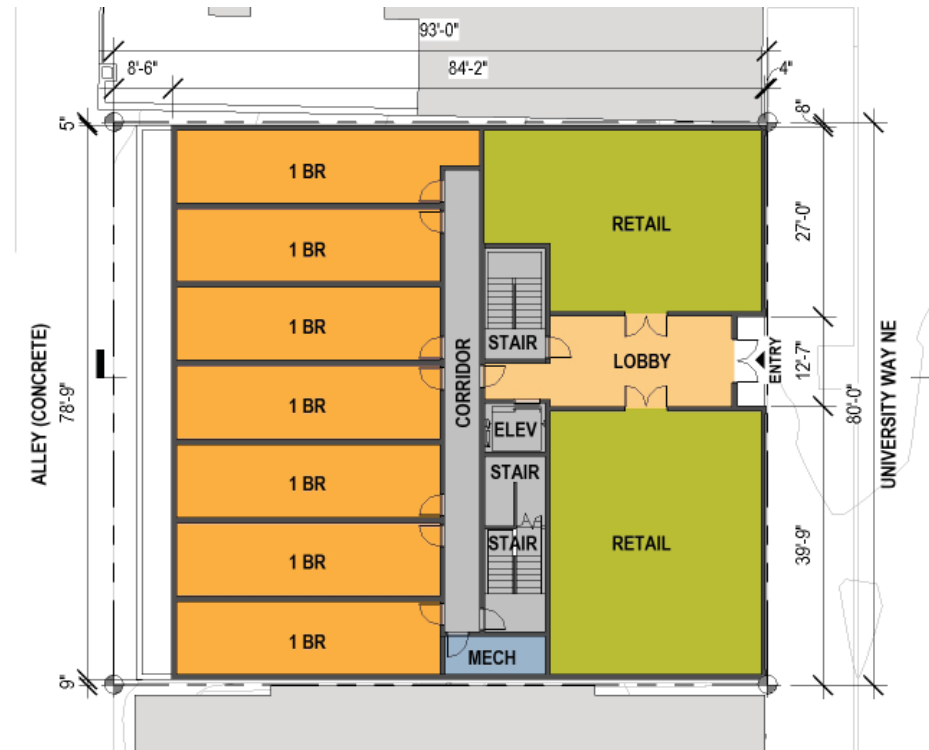 93'-0"
8'-6"
84'-2"
4"
5"
8"
1 BR
1 BR
1 BR
1 BR
1 BR
1 BR
1 BR
RETAIL
27'-0"
STAIR
LOBBY
ENTRY
12'-7"
CORRIDOR
ELEV
STAIR
STAIR
RETAIL
39'-9"
MECH
ALLEY (CONCRETE)
78'-9"
80'-0"
UNIVERSITY WAY NE
9"